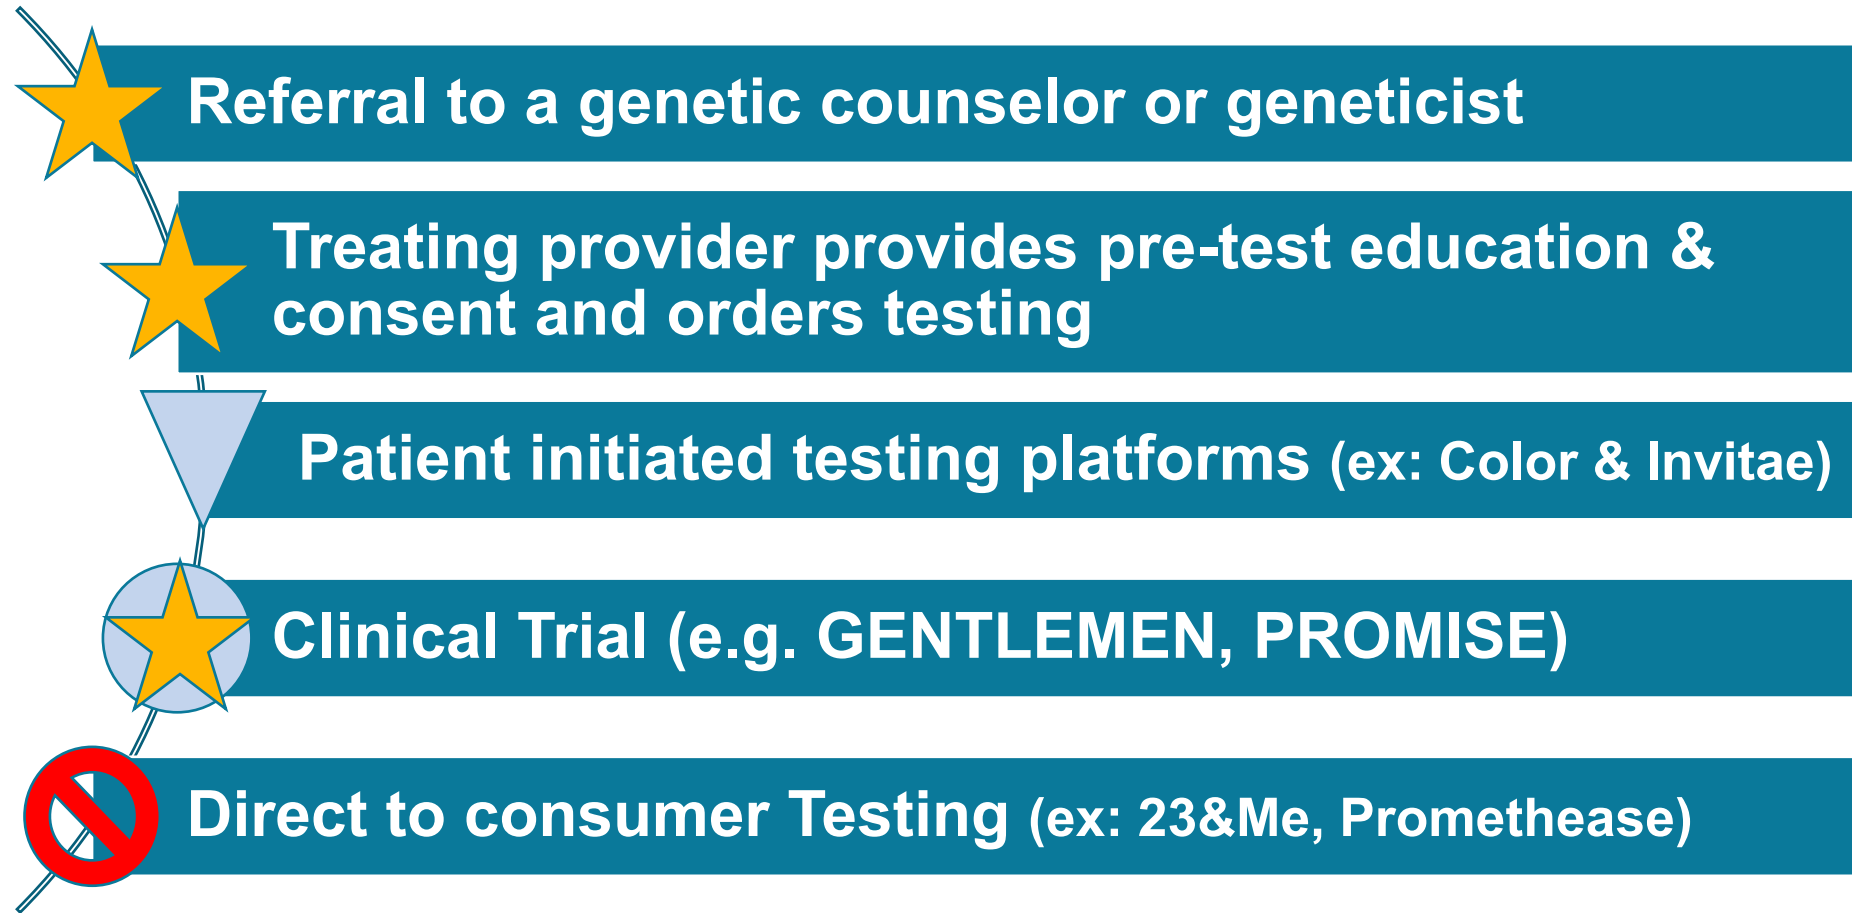 Referral to a genetic counselor or geneticist
Treating provider provides pre-test education &
consent and orders testing
Patient initiated testing platforms (ex: Color & Invitae)
Clinical Trial (e.g. GENTLEMEN, PROMISE)
Direct to consumer Testing (ex: 23&Me, Promethease)